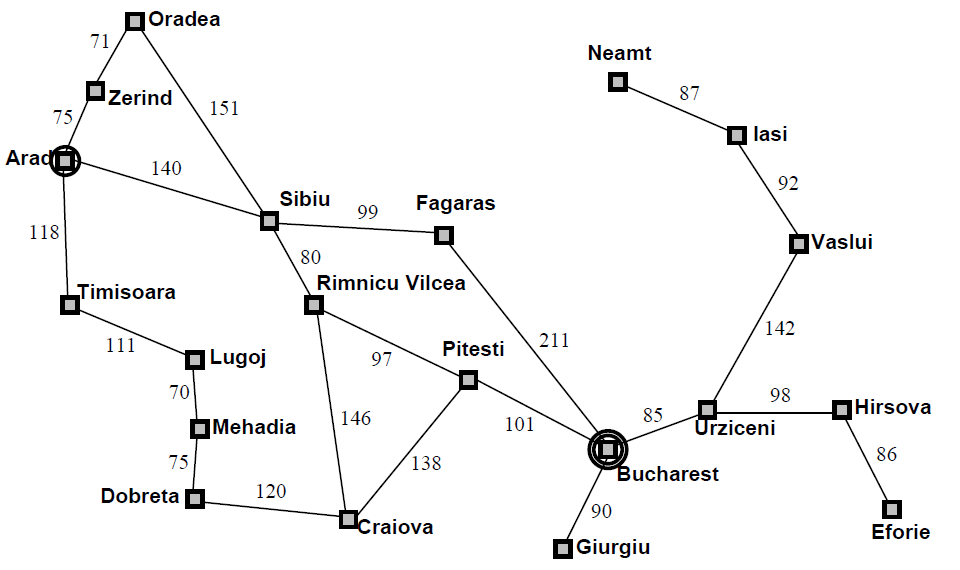 Oradea
71
Neamt
87
Zerind
75
151
Iasi
Arad
140
92
Sibiu
99
Fagaras
118
Vaslui
80
Timisoara
Rimnicu Vilcea
111
211
142
Lugoj
97
Pitesti
70
98
Mehadia
146
101
85
Hirsova
Urziceni
75
138
86
Bucharest
Dobreta
120
90
Craiova
Giurgiu
Eforie